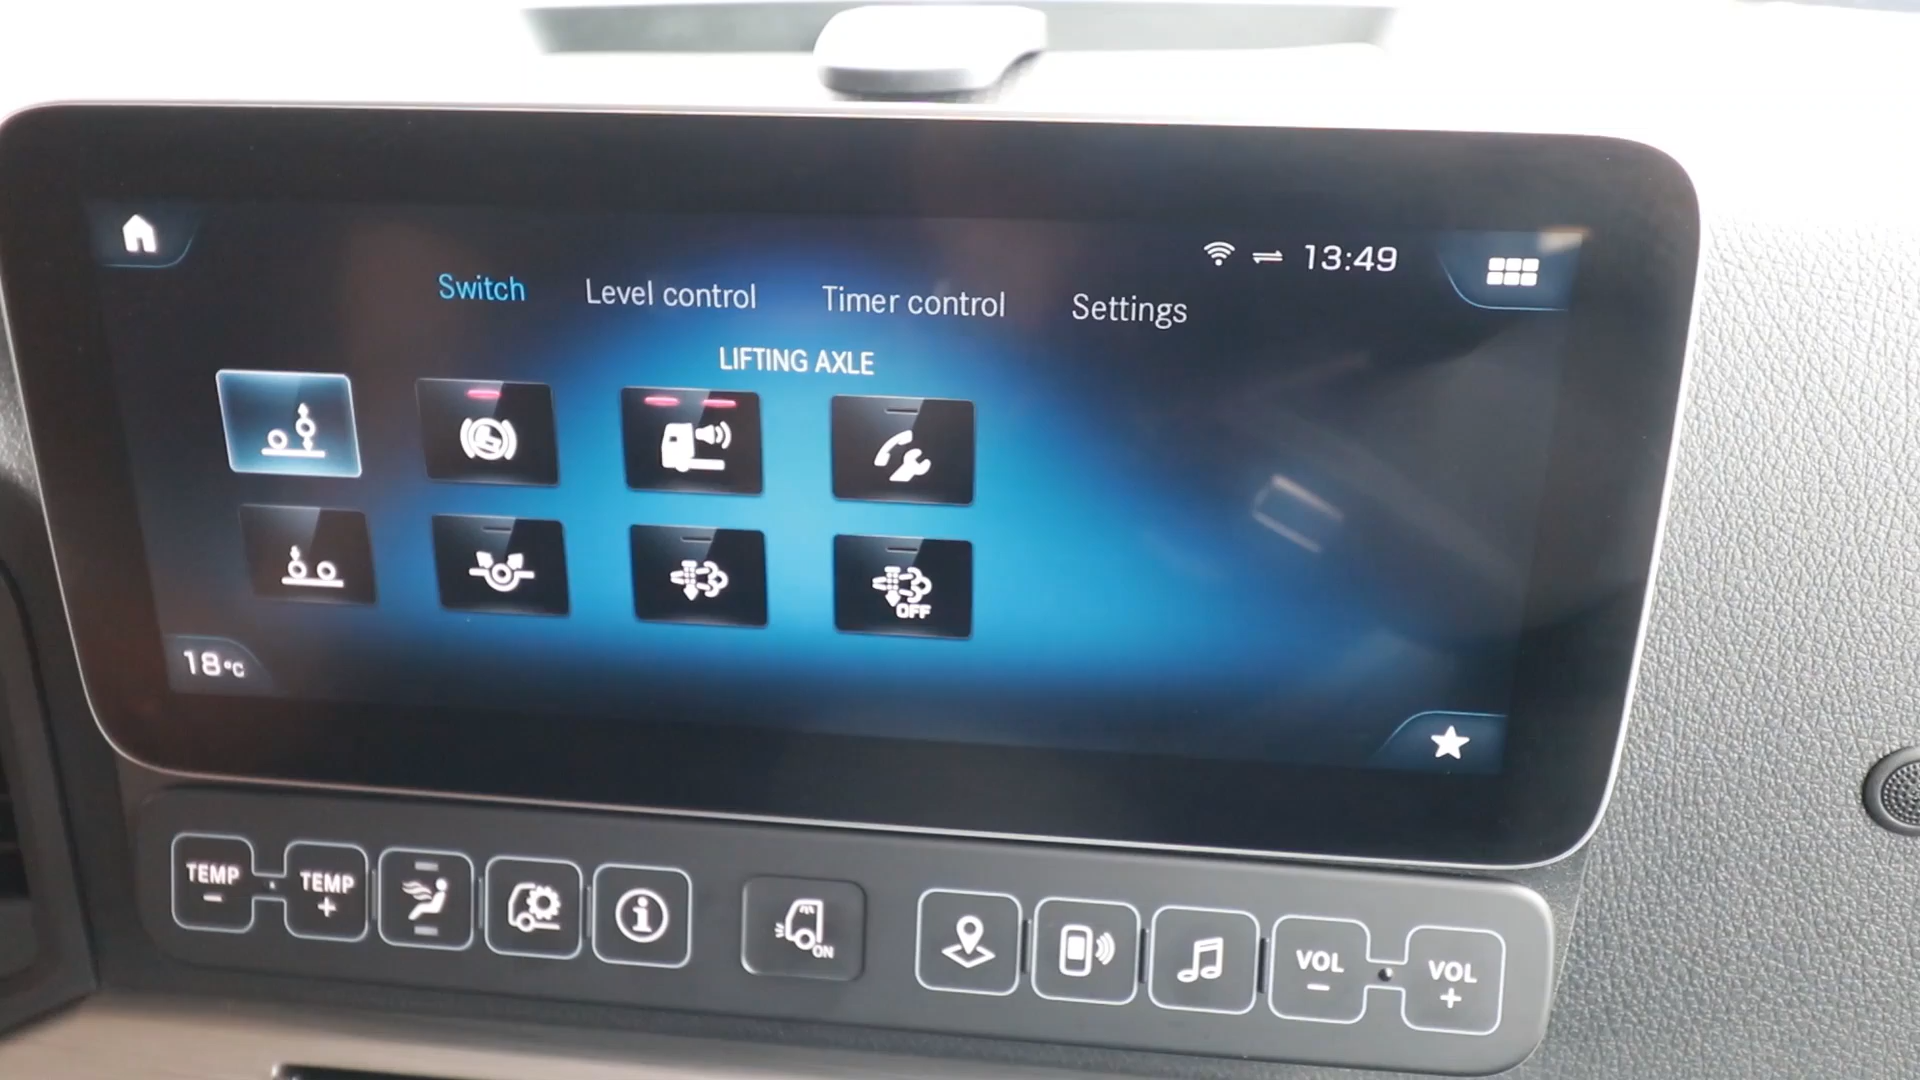 13:49
Switch Level control Timer control Settings
LIFTING AXLE
OFF
18°C
TEMP
−
TEMP
+
ON
VOL
−
VOL
+